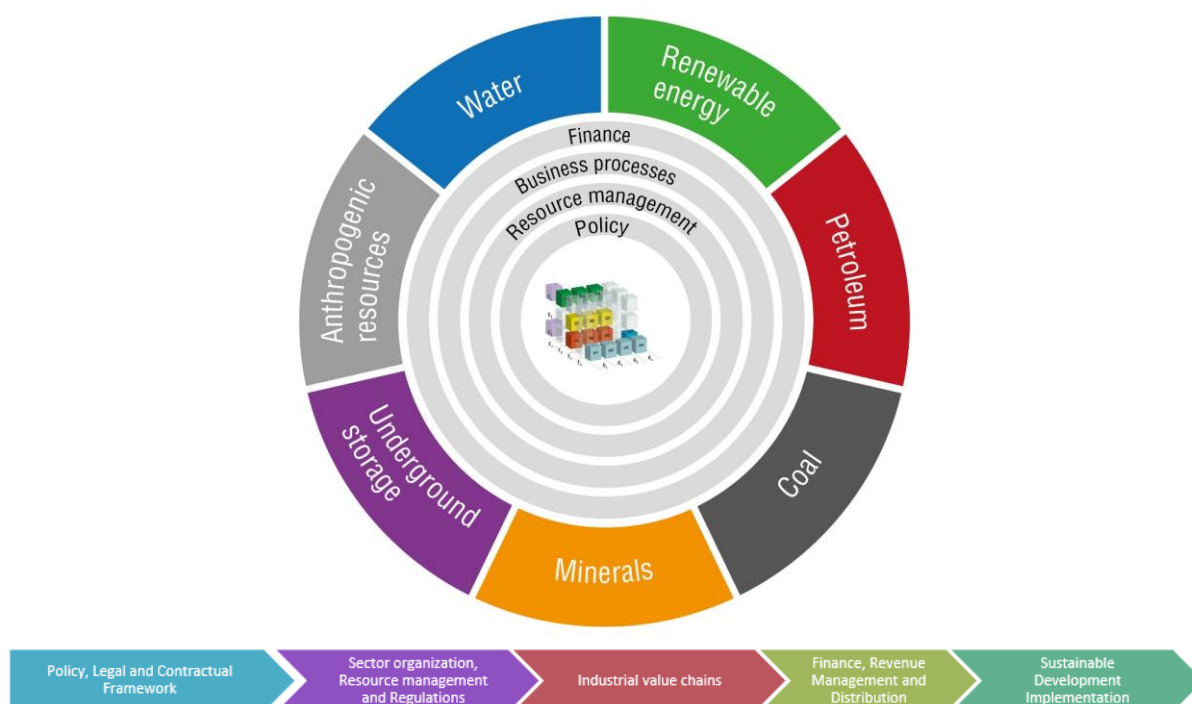 Water
Renewable
energy
Petroleum
Coal
Minerals
Underground
storage
Anthropogenic
resources
Finance
Business processes
Resource management
Policy
Policy, Legal and Contractual
Framework
Sector organization,
Resource management
and Regulations
Industrial value chains
Finance, Revenue
Management and
Distribution
Sustainable
Development
Implementation